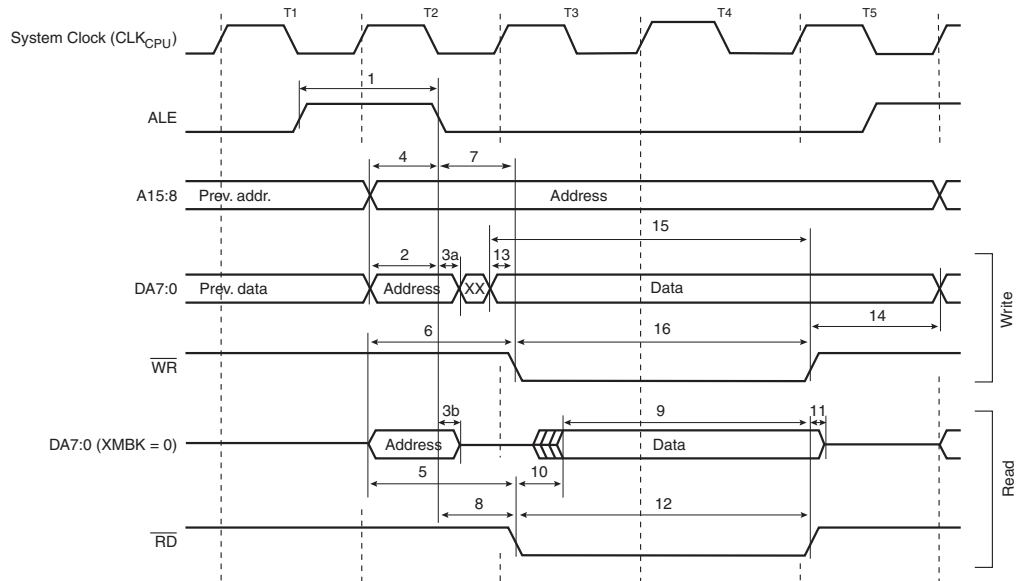 T1 T2 T3 T4 T5
System Clock (CLKCPU)
1
ALE
4 7
A15:8 Prev. addr. Address
15
2 3a 13
DA7:0 Prev. data Address XX Data
14
6 16
WR
Write
3b 9 11
DA7:0 (XMBK = 0) Address Data
5 10
8 12
RD
Read